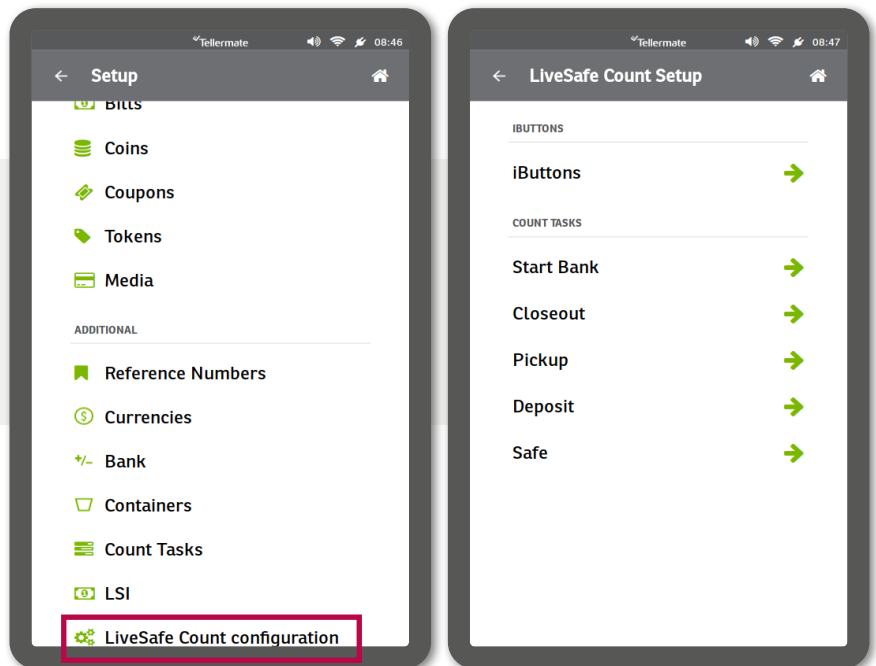 Tellermate 08:46
Setup
Bills
Coins
Coupons
Tokens
Media
ADDITIONAL
Reference Numbers
Currencies
Bank
Containers
Count Tasks
LSI
LiveSafe Count configuration
Tellermate 08:47
LiveSafe Count Setup
IBUTTONS
iButtons
COUNT TASKS
Start Bank
Closeout
Pickup
Deposit
Safe